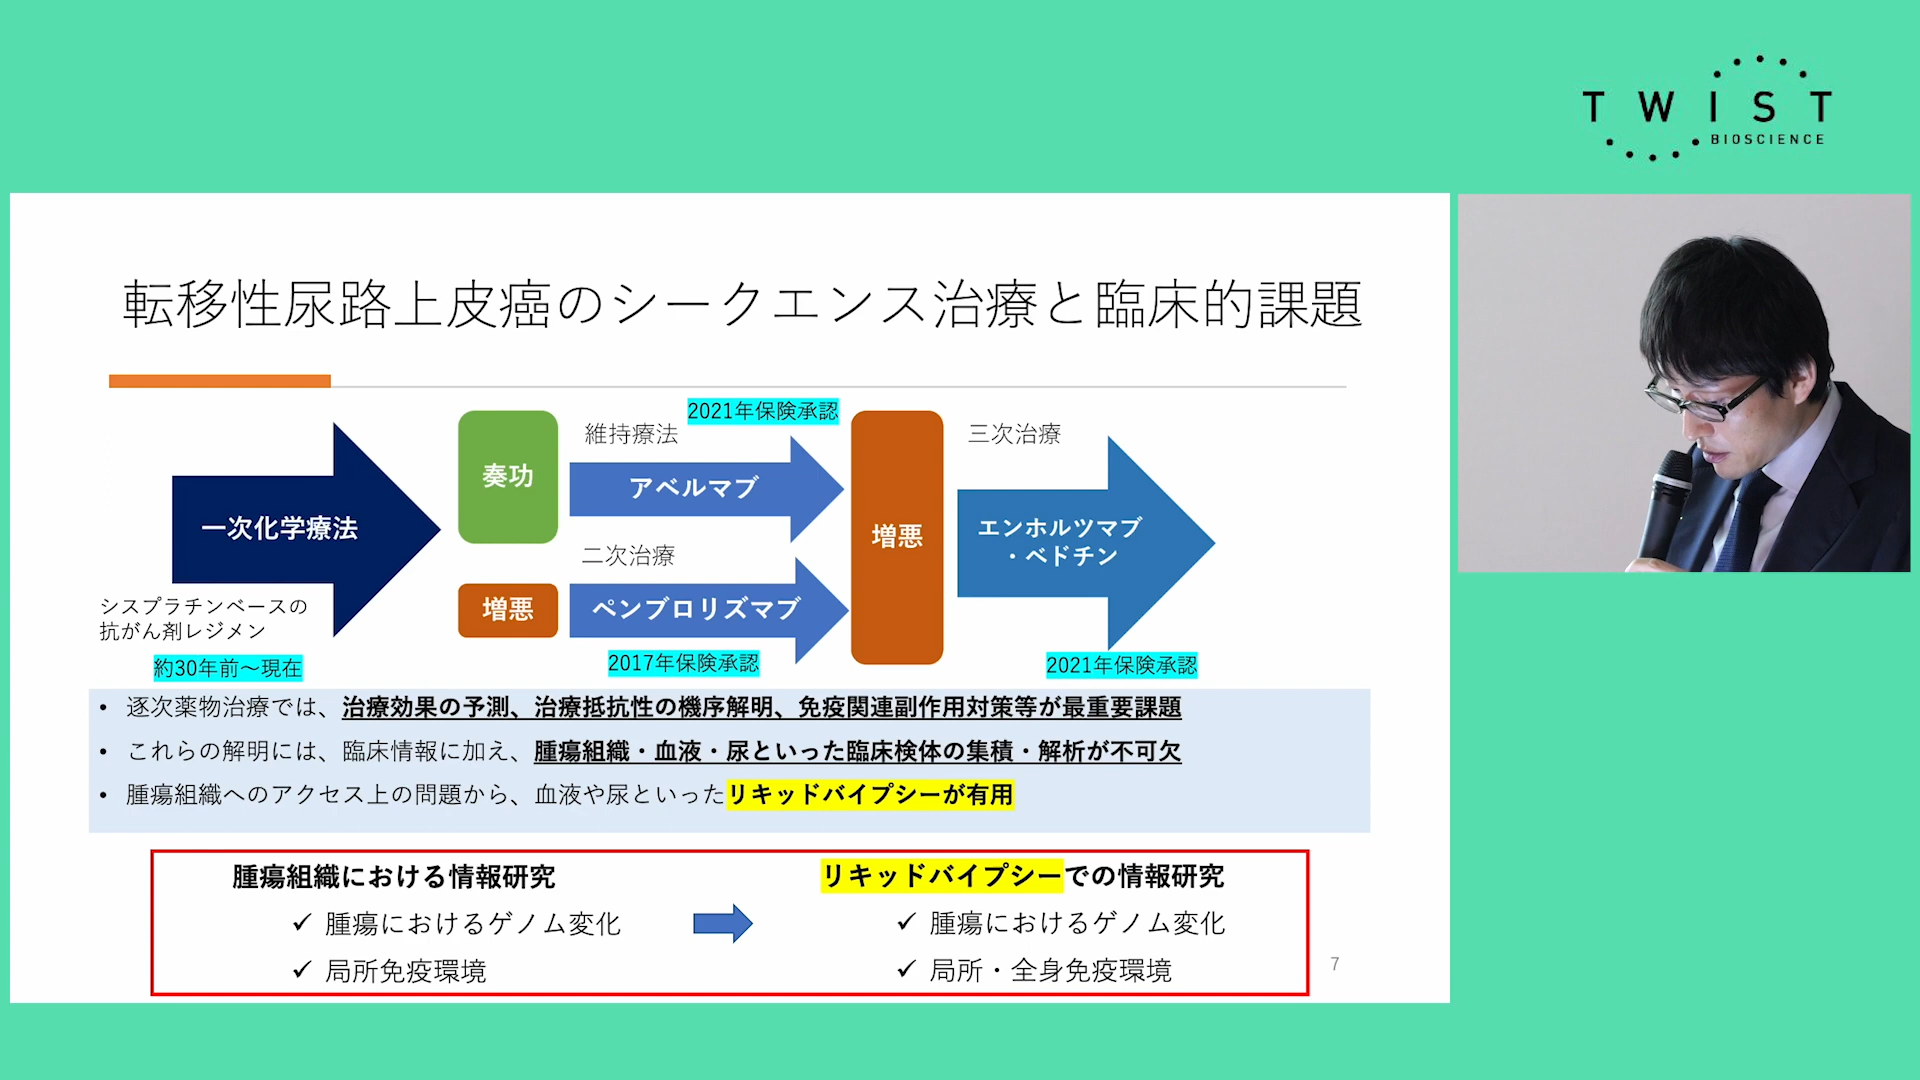 TWIST
BIOSCIENCE
転移性尿路上皮癌のシークエンス治療と臨床的課題
一次化学療法
シスプラチンベースの
抗がん剤レジメン
約30年前～現在
奏功
増悪
維持療法
2021年保険承認
アベルマブ
二次治療
ペンブロリズマブ
2017年保険承認
増悪
三次治療
エンホルツマブ
・ベドチン
2021年保険承認
• 逐次薬物治療では、治療効果の予測、治療抵抗性の機序解明、免疫関連副作用対策等が最重要課題
• これらの解明には、臨床情報に加え、腫瘍組織・血液・尿といった臨床検体の集積・解析が不可欠
• 腫瘍組織へのアクセス上の問題から、血液や尿といったリキッドバイプシーが有用
腫瘍組織における情報研究
✓ 腫瘍におけるゲノム変化
✓ 局所免疫環境
リキッドバイプシーでの情報研究
✓ 腫瘍におけるゲノム変化
✓ 局所・全身免疫環境
7